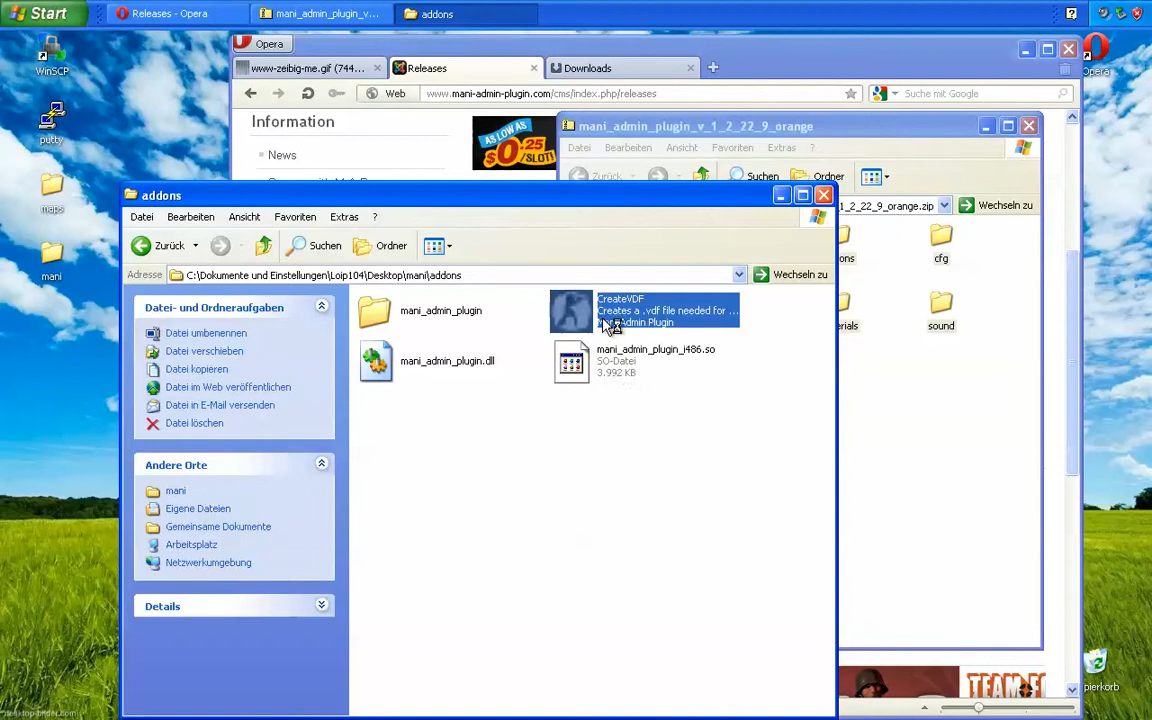 Start
Releases - Opera
mani_admin_plugin_v...
addons
WinSCP
putty
maps
mani
Opera
www-zeibig-me.gif (744...
Releases
Downloads
Web
www.mani-admin-plugin.com/cms/index.php/releases
Suche mit Google
Opera
Information
News
AS LOW AS
$0.25
/SLOT!
mani_admin_plugin_v_1_2_22_9_orange
Datei Bearbeiten Ansicht Favoriten Extras ?
Zurück
Suchen
Ordner
1_2_22_9_orange.zip
Wechseln zu
ons
cfg
erials
sound
addons
Datei Bearbeiten Ansicht Favoriten Extras ?
Zurück
Suchen
Ordner
Adresse
C:\Dokumente und Einstellungen\Loip104\Desktop\mani\addons
Wechseln zu
Datei- und Ordneraufgaben
Datei umbenennen
Datei verschieben
Datei kopieren
Datei im Web veröffentlichen
Datei in E-Mail versenden
Datei löschen
Andere Orte
mani
Eigene Dateien
Gemeinsame Dokumente
Arbeitsplatz
Netzwerkumgebung
Details
mani_admin_plugin
CreateVDF
Creates a .vdf file needed for ...
Admin Plugin
mani_admin_plugin.dll
mani_admin_plugin_i486.so
SO-Datei
3.992 KB
pierkorb
TEAM F